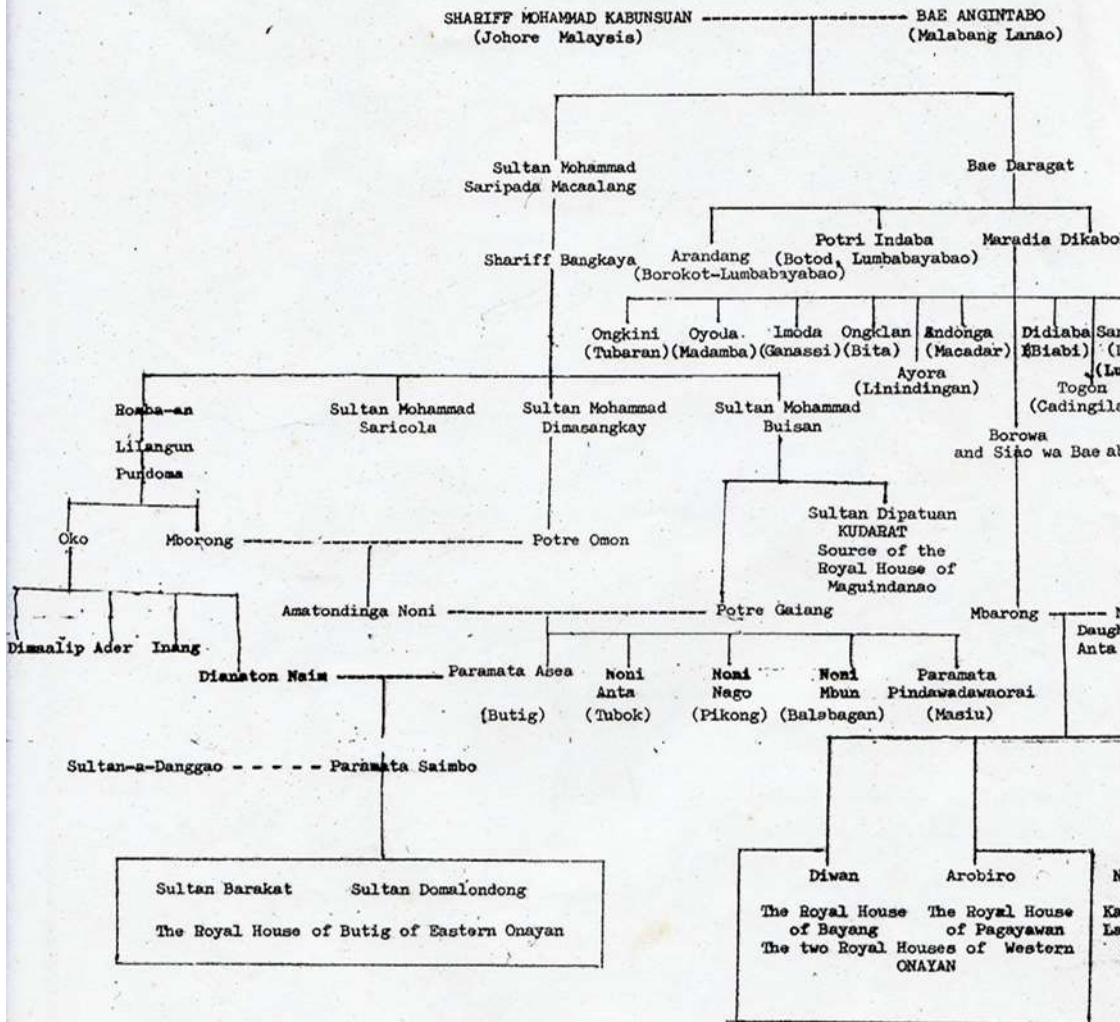 SHARIFF MOHAMMAD KABUNSUAN ---------------------- BAE ANGINTABO
(Johore Malaysia) (Malabang Lanao)
Sultan Mohammad
Saripada Macaalang
Bae Daragat
Shariff Bangkaya
Arandang
(Borokot-Lumbabayabao)
Potri Indaba
(Botod, Lumbabayabao)
Maradia Dikabo
Ongkini
(Tubaran)
Oyoda
(Madamba)
Imoda
(Ganassi)
Ongklan
(Bita)
Ayora
(Linindingan)
Andonga
(Macadar)
Didiaba
(Biabi)
Togon
(Cadingila
Romba-an
Lilangun
Pundoma
Sultan Mohammad
Saricola
Sultan Mohammad
Dimasangkay
Sultan Mohammad
Buisan
Borowa
and Siao wa Bae
Sultan Dipatuan
KUDARAT
Source of the
Royal House of
Maguindanao
Oko
Mborong ---------------------- Potre Omon
Amatondinga Noni ---------------------- Potre Gaiang
Mbarong
Anta
Dimaalip Ader Inang
Dianaton Naim ---------- Paramata Asea
(Butig)
Noni
Anta
(Tubok)
Noni
Nago
(Pikong)
Noni
Mbun
(Balabagan)
Paramata
Pindawadawaorai
(Masiu)
Sultan-a-Danggao - - - - - Paramata Saimbo
Sultan Barakat Sultan Domalondong
The Royal House of Butig of Eastern Onayan
Diwan Arobiro
The Royal House The Royal House
of Bayang of Pagayawan
The two Royal Houses of Western
ONAYAN